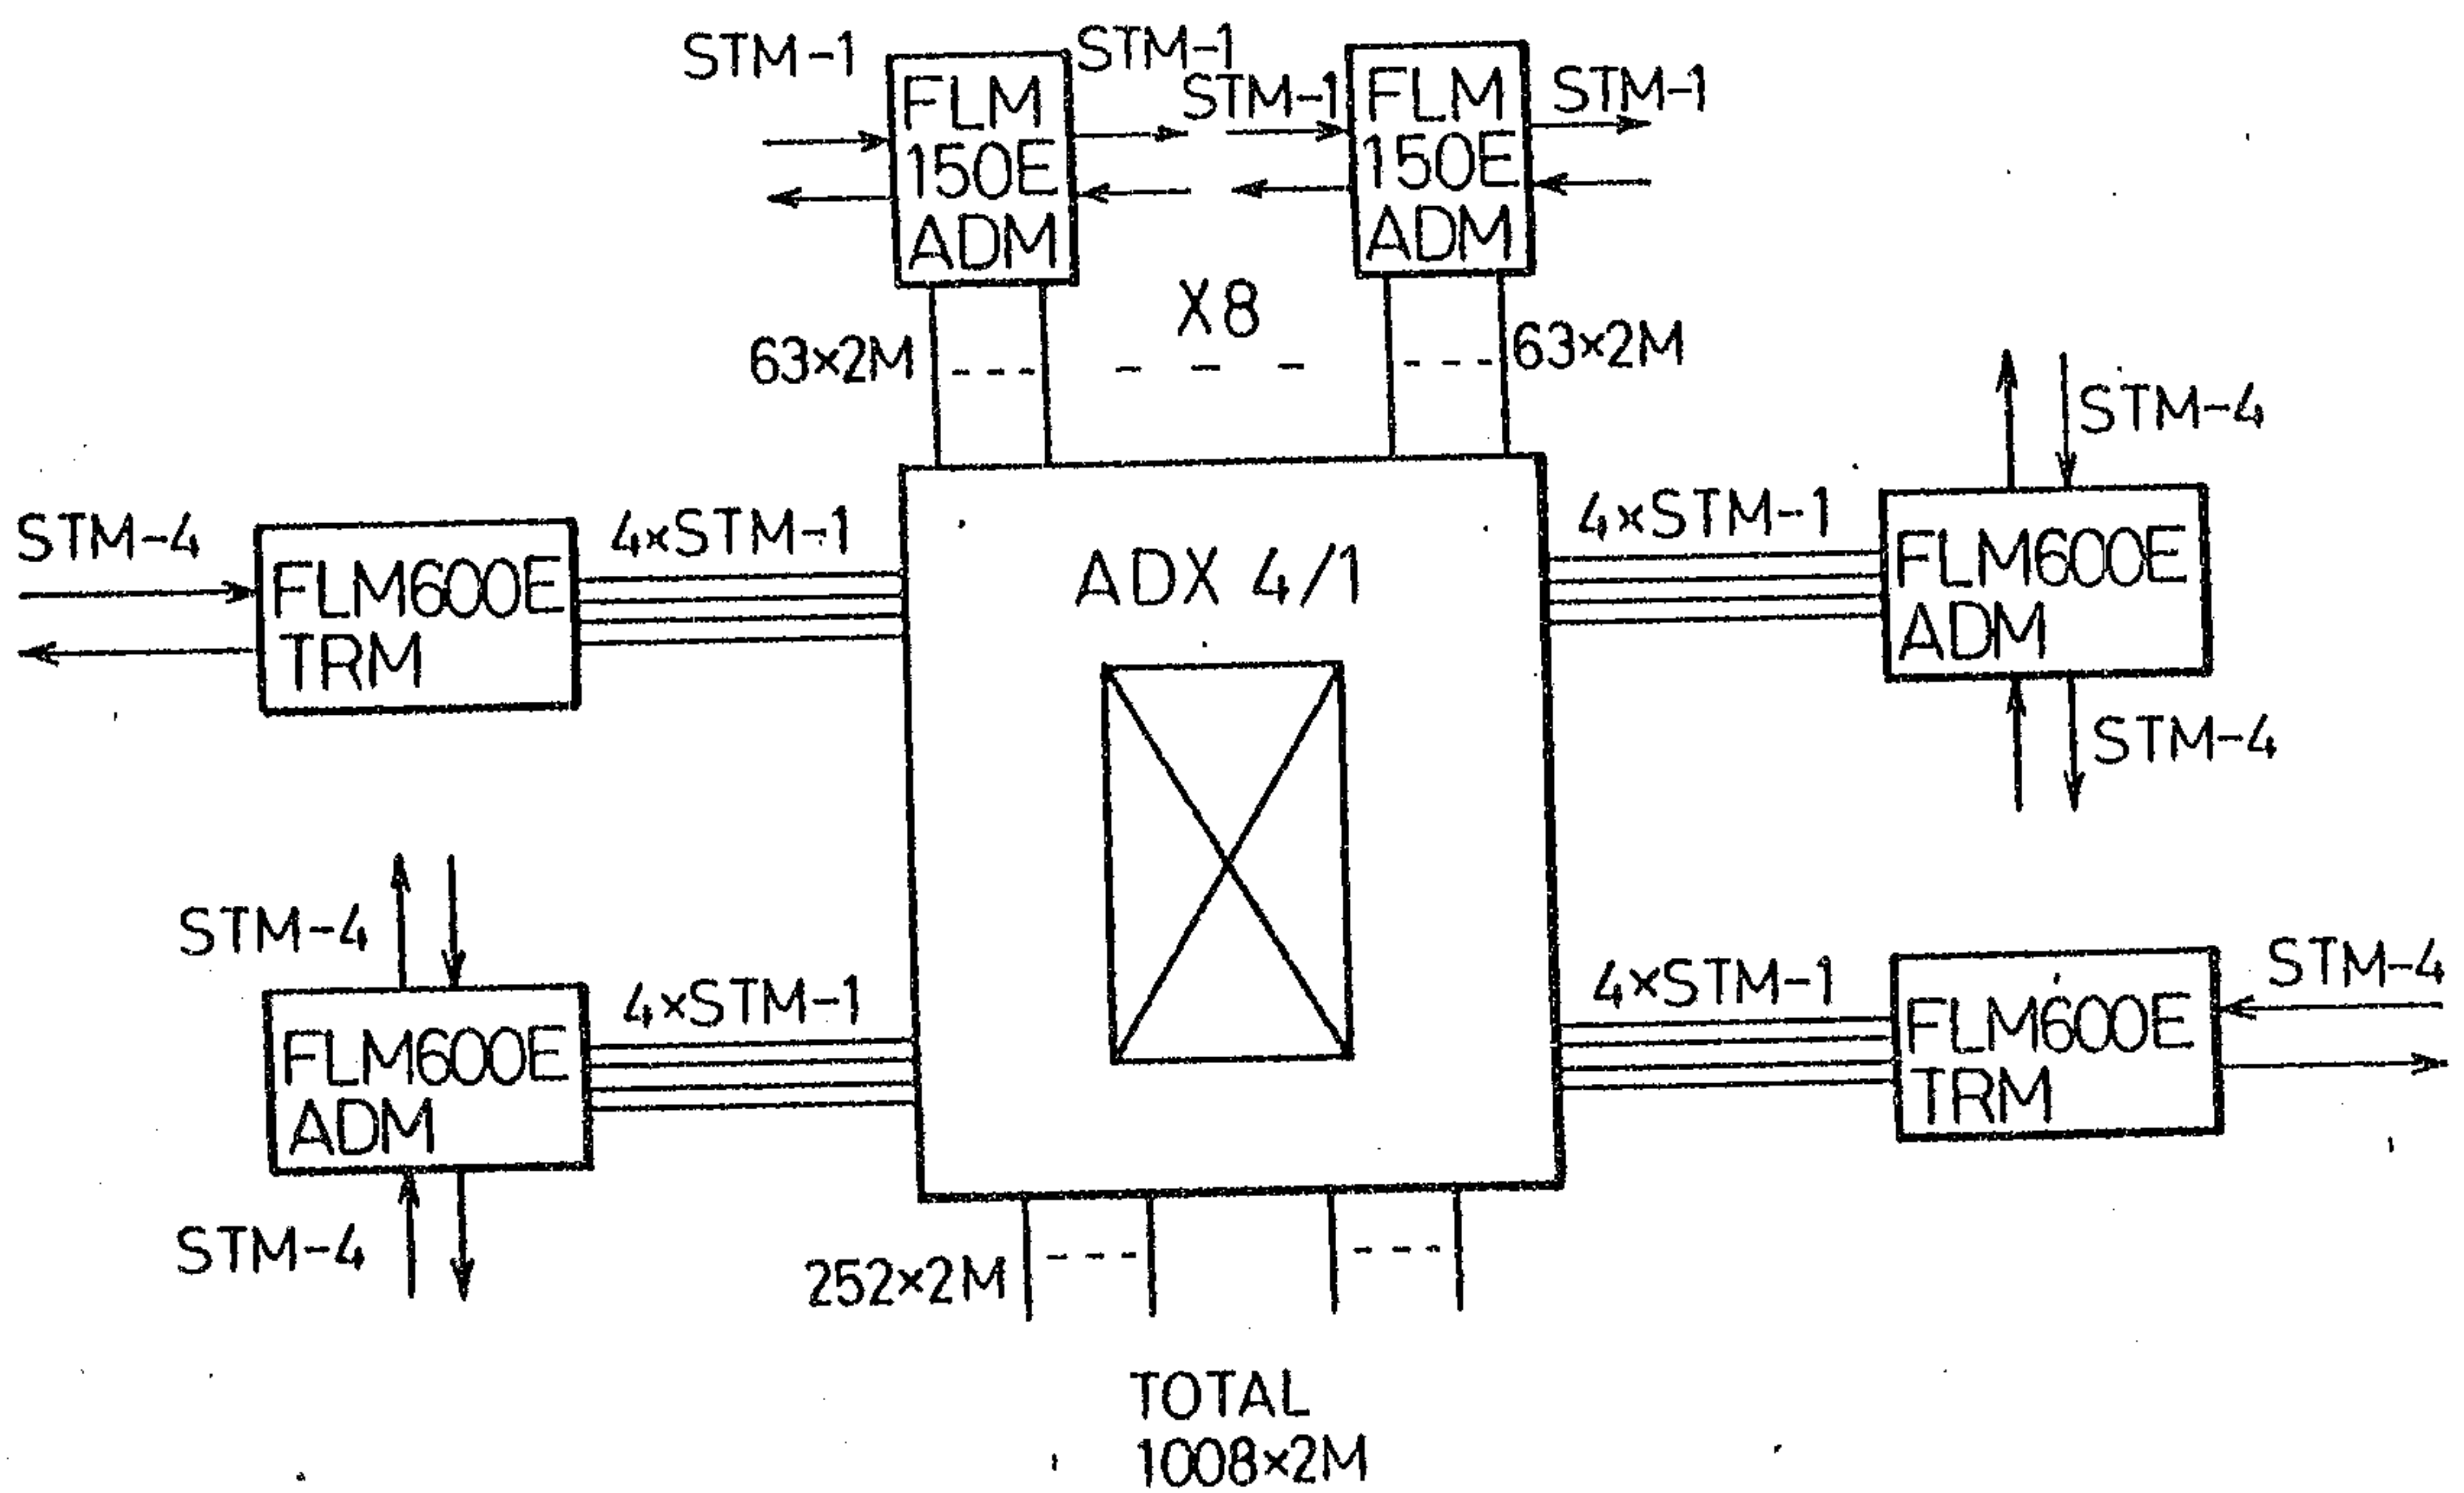 STM-1
STM-1
STM-1
STM-1
FLM
150E
ADM
FLM
150E
ADM
X8
63×2M
63×2M
STM-4
STM-4
4×STM-1
4×STM-1
FLM600E
TRM
ADX 4/1
FLM600E
ADM
STM-4
STM-4
4×STM-1
4×STM-1
STM-4
FLM600E
ADM
FLM600E
TRM
STM-4
252×2M
TOTAL
1008×2M